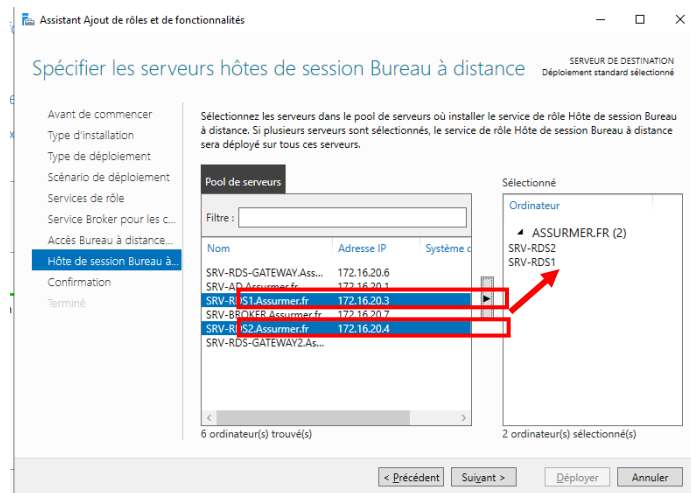 Assistant Ajout de rôles et de fonctionnalités
Spécifier les serveurs hôtes de session Bureau à distance
SERVEUR DE DESTINATION
Déploiement standard sélectionné
Avant de commencer
Type d'installation
Type de déploiement
Scénario de déploiement
Services de rôle
Service Broker pour les c...
Accès Bureau à distance...
Hôte de session Bureau à...
Confirmation
Terminé
Sélectionnez les serveurs dans le pool de serveurs où installer le service de rôle Hôte de session Bureau
à distance. Si plusieurs serveurs sont sélectionnés, le service de rôle Hôte de session Bureau à distance
sera déployé sur tous ces serveurs.
Pool de serveurs
Filtre :
Nom Adresse IP Système d
SRV-RDS-GATEWAY.Ass... 172.16.20.6
SRV-AD.Assurmer.fr 172.16.20.1
SRV-RDS1.Assurmer.fr 172.16.20.3
SRV-BROKER.Assurmer.fr 172.16.20.7
SRV-RDS2.Assurmer.fr 172.16.20.4
SRV-RDS-GATEWAY2.As...
6 ordinateur(s) trouvé(s)
Sélectionné
Ordinateur
ASSURMER.FR (2)
SRV-RDS2
SRV-RDS1
2 ordinateur(s) sélectionné(s)
< Précédent
Suivant >
Déployer
Annuler